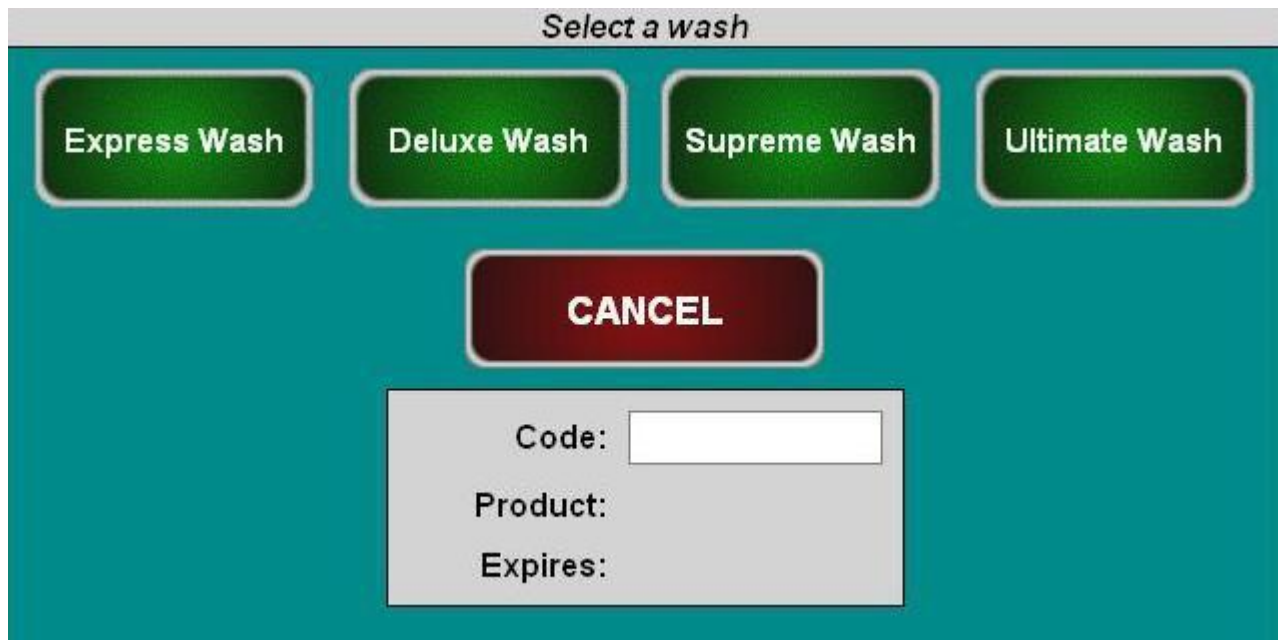 Select a wash
Express Wash
Deluxe Wash
Supreme Wash
Ultimate Wash
CANCEL
Code:
Product:
Expires: